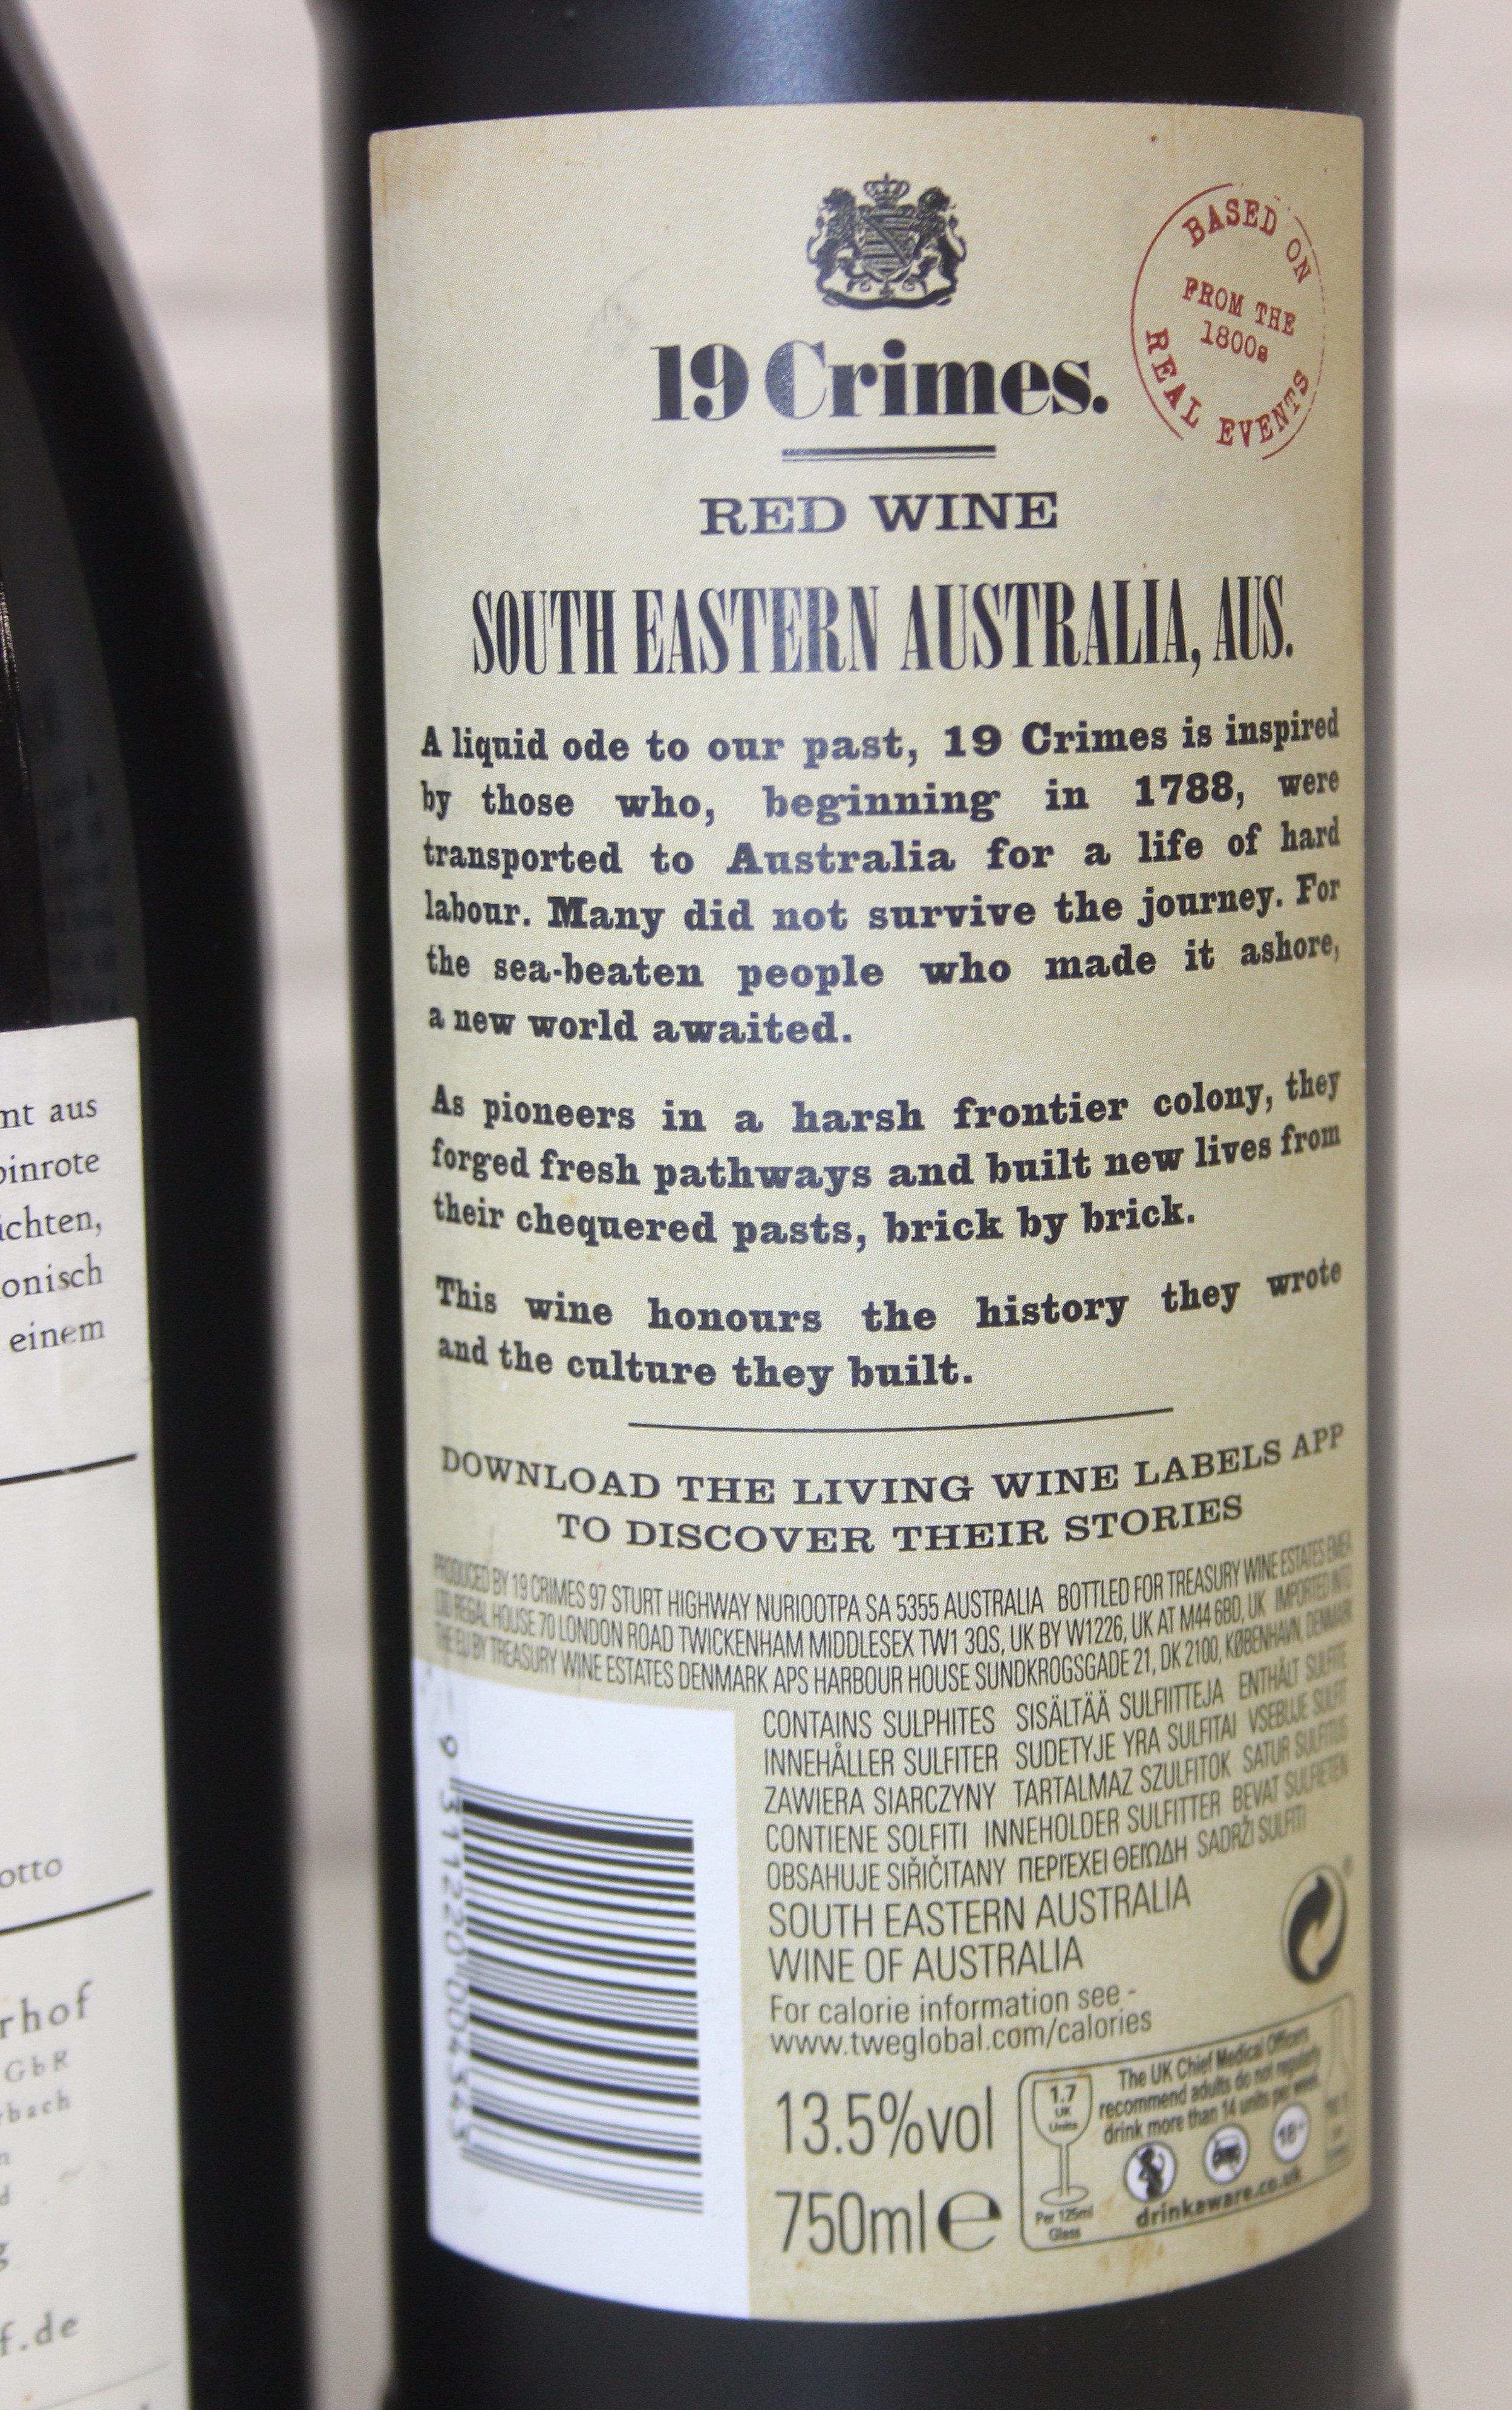 BASED ON
FROM THE
1800s
REAL EVENTS
19 Crimes.
RED WINE
SOUTH EASTERN AUSTRALIA, AUS.
A liquid ode to our past, 19 Crimes is inspired
by those who, beginning in 1788, were
transported to Australia for a life of hard
labour. Many did not survive the journey. For
the sea-beaten people who made it ashore,
a new world awaited.
As pioneers in a harsh frontier colony, they
forged fresh pathways and built new lives from
their chequered pasts, brick by brick.
This wine honours the history they wrote
and the culture they built.
DOWNLOAD THE LIVING WINE LABELS APP
TO DISCOVER THEIR STORIES
PRODUCED BY 19 CRIMES 97 STURT HIGHWAY NURIOOTPA SA 5355 AUSTRALIA BOTTLED FOR TREASURY WINE ESTATES EMEA
LTD REGAL HOUSE 70 LONDON ROAD TWICKENHAM MIDDLESEX TW1 3QS, UK BY W1226, UK AT M44 6BD, UK IMPORTED INTO
THE EU BY TREASURY WINE ESTATES DENMARK APS HARBOUR HOUSE SUNDKROGSGADE 21, DK 2100, KØBENHAVN, DENMARK
CONTAINS SULPHITES SISÄLTÄÄ SULFIITTEJA ENTHÄLT SULFITE
INNEHÅLLER SULFITER SUDETYJE YRA SULFITAI VSEBUJE SULFIT
ZAWIERA SIARCZYNY TARTALMAZ SZULFITOK SATUR SULFITUS
CONTIENE SOLFITI INNEHOLDER SULFITTER BEVAT SULFIETEN
OBSAHUJE SIŘIČITANY ΠΕΡΙΈΧΕΙ ΘΕΙΏΔΗ SADRŽI SULFITI
SOUTH EASTERN AUSTRALIA
WINE OF AUSTRALIA
For calorie information see -
www.tweglobal.com/calories
13.5%vol
750ml e
1.7
UK
Units
Per 125ml
Glass
The UK Chief Medical Officers
recommend adults do not regularly
drink more than 14 units per week.
18+
drinkaware.co.uk
9 311220 004343
aus
einem
GbR